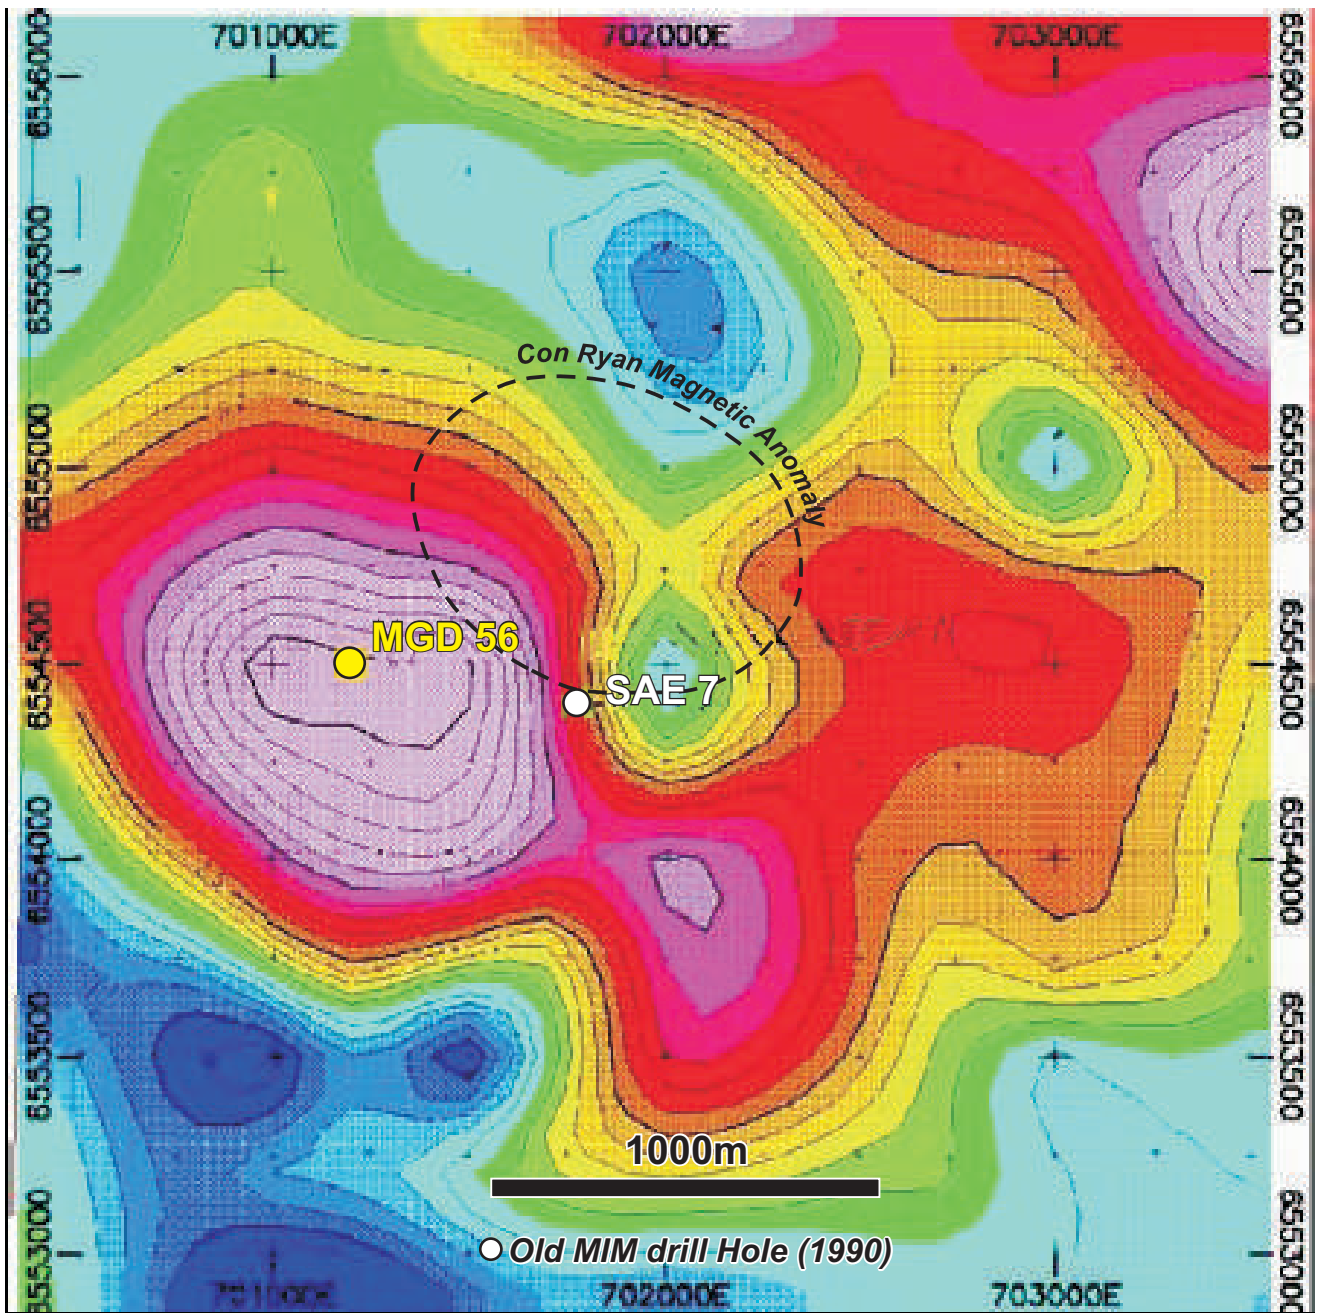 701000E 702000E 703000E
6556000 6556000
6555500 6555500
Con Ryan Magnetic Anomaly
6555000 6555000
MGD 56
6554500 6554500
SAE 7
6554000 6554000
6553500 6553500
1000m
6553000 6553000
Old MIM drill Hole (1990)
701000E 702000E 703000E